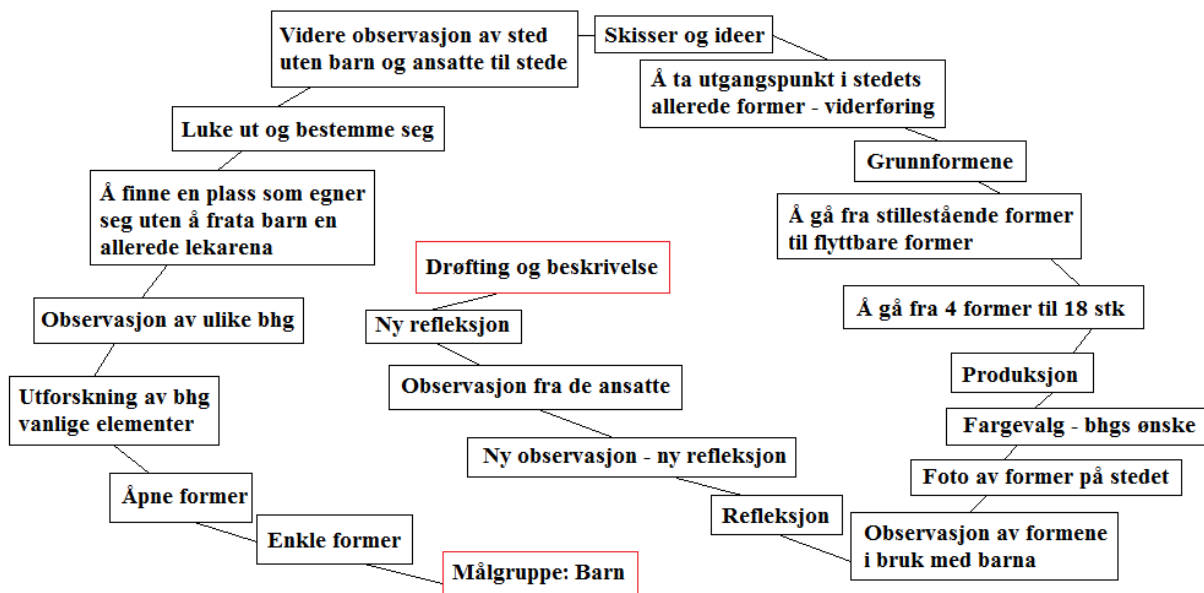 Videre observasjon av sted
uten barn og ansatte til stede
Skisser og ideer
Å ta utgangspunkt i stedets
allerede former - viderføring
Luke ut og bestemme seg
Grunnformene
Å finne en plass som egner
seg uten å frata barn en
allerede lekarena
Å gå fra stillestående former
til flyttbare former
Drøfting og beskrivelse
Observasjon av ulike bhg
Ny refleksjon
Å gå fra 4 former til 18 stk
Observasjon fra de ansatte
Produksjon
Utforskning av bhg
vanlige elementer
Fargevalg - bhgs ønske
Ny observasjon - ny refleksjon
Foto av former på stedet
Åpne former
Refleksjon
Observasjon av formene
i bruk med barna
Enkle former
Målgruppe: Barn